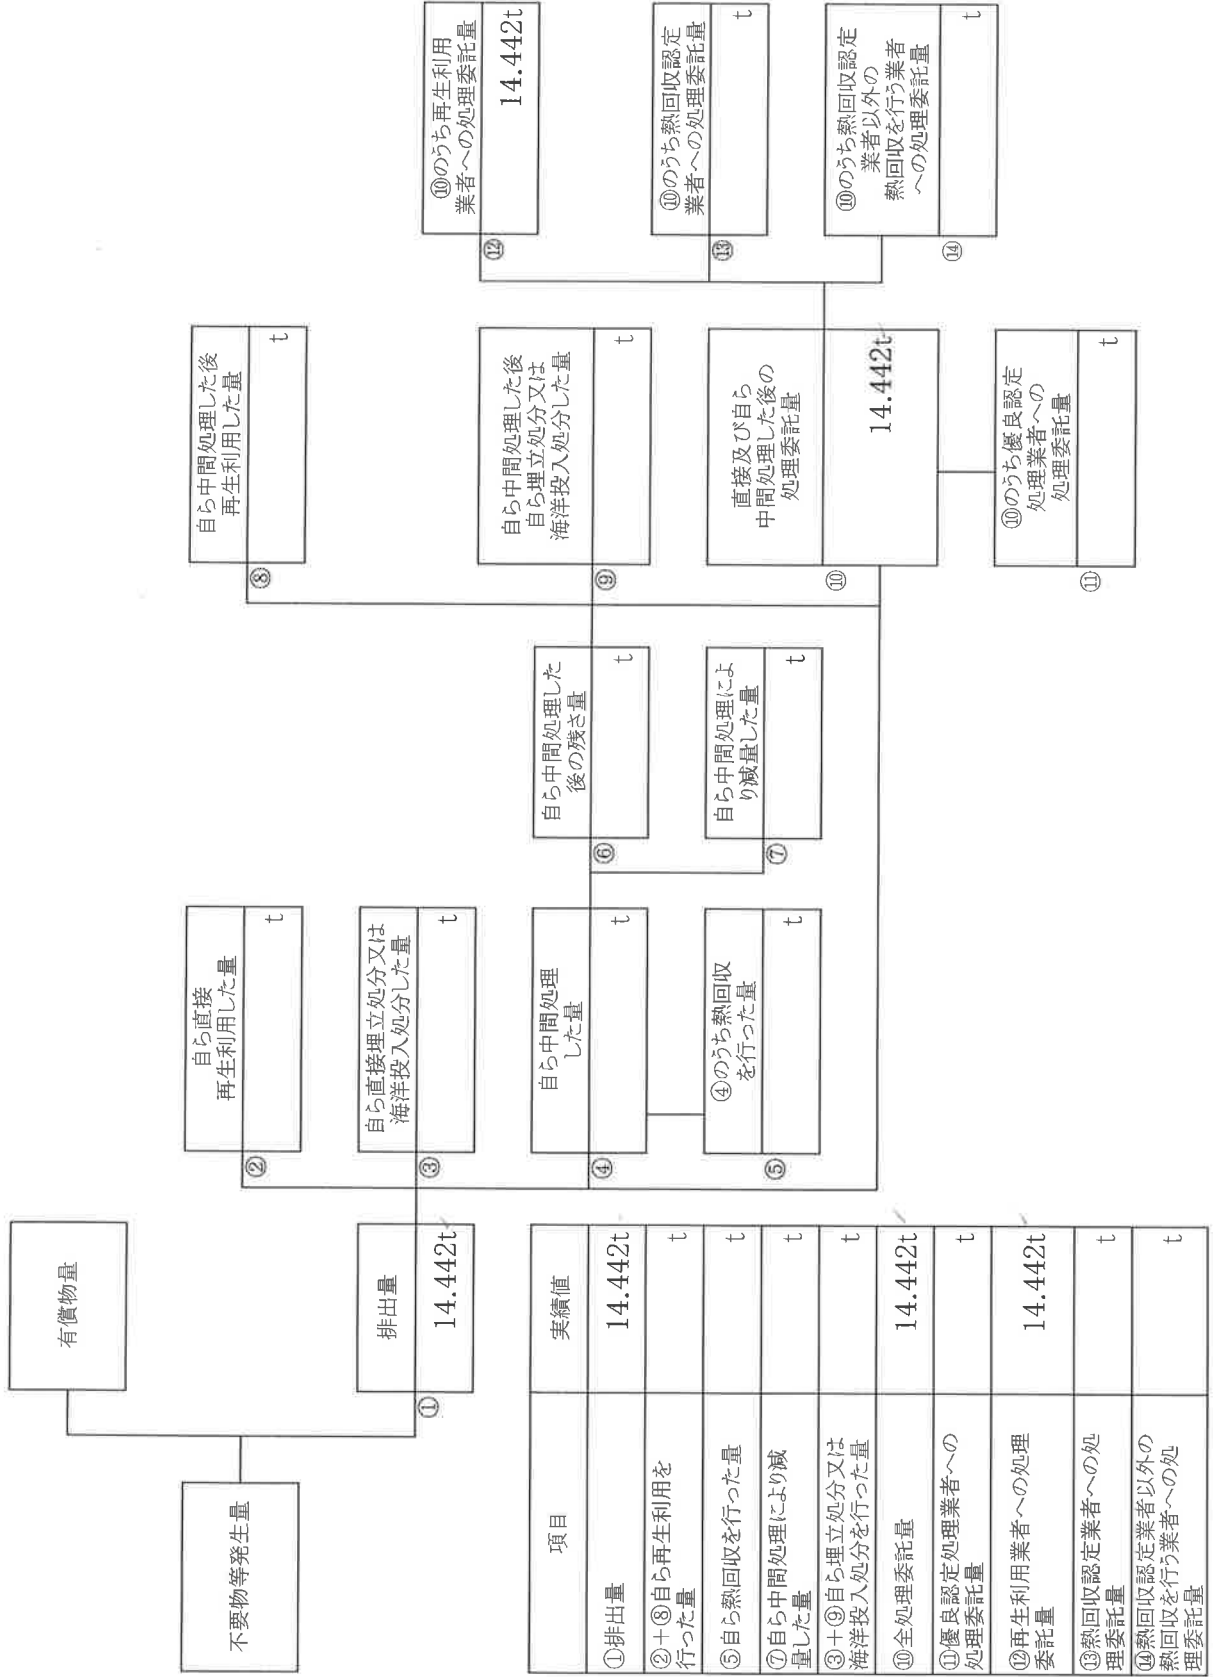 不要物等発生量
有償物量
排出量
①
14.442t
自ら直接
再生利用した量
②
t
自ら直接埋立処分又は
海洋投入処分した量
③
t
自ら中間処理
した量
④
t
④のうち熱回収
を行った量
⑤
t
自ら中間処理した
後の残さ量
⑥
t
自ら中間処理によ
り減量した量
⑦
t
自ら中間処理した後
再生利用した量
⑧
t
自ら中間処理した後
自ら埋立処分又は
海洋投入処分した量
⑨
t
直接及び自ら
中間処理した後の
処理委託量
⑩
14.442t
⑩のうち優良認定
処理業者への
処理委託量
⑪
t
⑩のうち再生利用
業者への処理委託量
⑫
14.442t
⑩のうち熱回収認定
業者への処理委託量
⑬
t
⑩のうち熱回収認定
業者以外の
熱回収を行う業者
への処理委託量
⑭
t
項目 実績値
①排出量 14.442t
②+⑧自ら再生利用を
行った量 t
⑤自ら熱回収を行った量 t
⑦自ら中間処理により減
量した量 t
③+⑨自ら埋立処分又は
海洋投入処分を行った量 t
⑩全処理委託量 14.442t
⑪優良認定処理業者への
処理委託量 t
⑫再生利用業者への処理
委託量 14.442t
⑬熱回収認定業者への処
理委託量 t
⑭熱回収認定業者以外の
熱回収を行う業者への処
理委託量 t